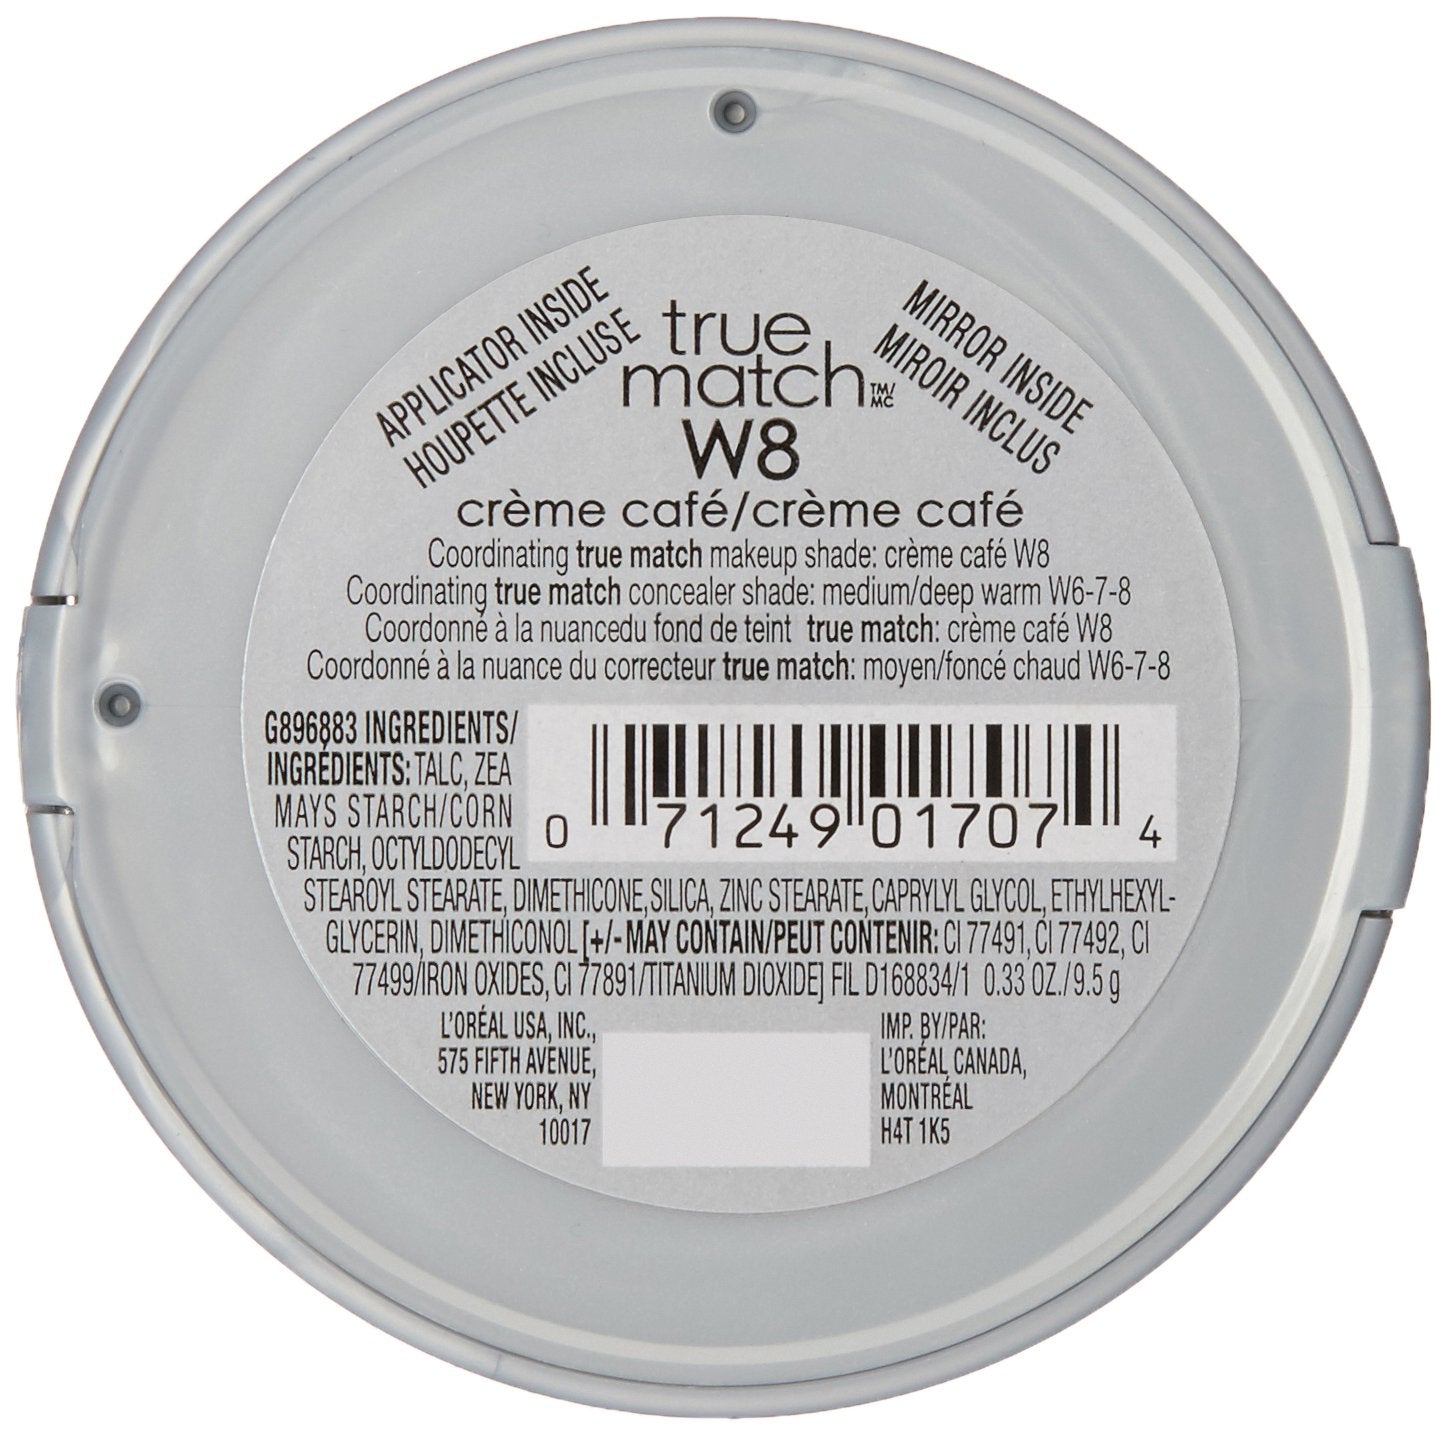 APPLICATOR INSIDE
HOUPETTE INCLUSE
true
match TM/
MC
MIRROR INSIDE
MIROIR INCLUS
W8
crème café/crème café
Coordinating true match makeup shade: crème café W8
Coordinating true match concealer shade: medium/deep warm W6-7-8
Coordonné à la nuancedu fond de teint true match: crème café W8
Coordonné à la nuance du correcteur true match: moyen/foncé chaud W6-7-8
G896883 INGREDIENTS/
INGRÉDIENTS: TALC, ZEA
MAYS STARCH/CORN
STARCH, OCTYLDODECYL
0 71249 01707 4
STEAROYL STEARATE, DIMETHICONE, SILICA, ZINC STEARATE, CAPRYLYL GLYCOL, ETHYLHEXYL-
GLYCERIN, DIMETHICONOL [+/- MAY CONTAIN/PEUT CONTENIR: CI 77491, CI 77492, CI
77499/IRON OXIDES, CI 77891/TITANIUM DIOXIDE] FIL D168834/1 0.33 OZ./9.5 g
L'ORÉAL USA, INC.,
575 FIFTH AVENUE,
NEW YORK, NY
10017
IMP. BY/PAR:
L'ORÉAL CANADA,
MONTRÉAL
H4T 1K5